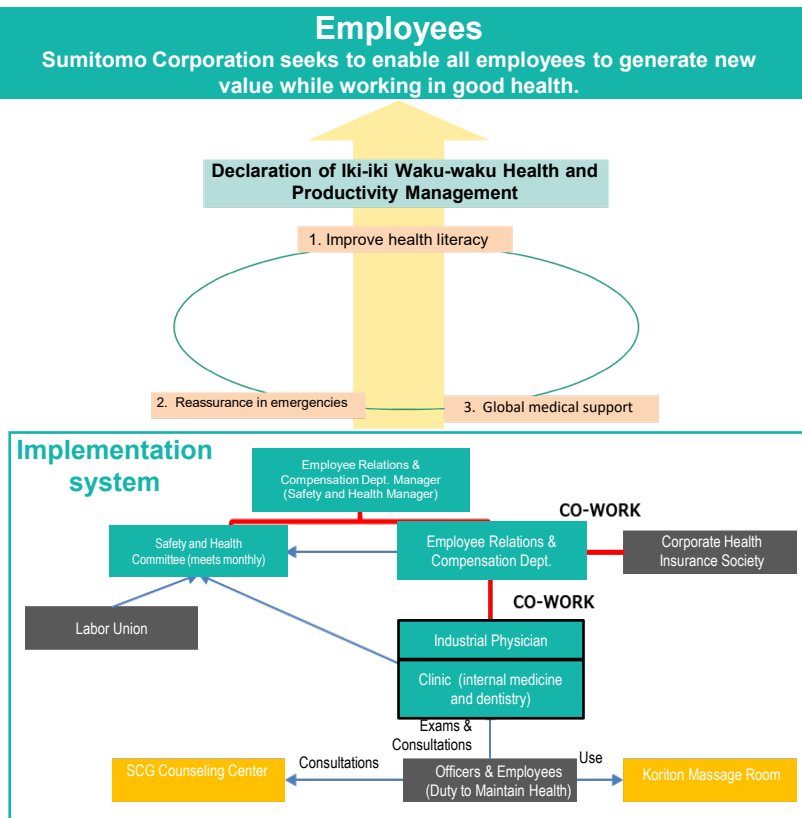 Employees
Sumitomo Corporation seeks to enable all employees to generate new
value while working in good health.
Declaration of Iki-iki Waku-waku Health and
Productivity Management
1. Improve health literacy
2. Reassurance in emergencies
3. Global medical support
Implementation
system
Employee Relations &
Compensation Dept. Manager
(Safety and Health Manager)
CO-WORK
Safety and Health
Committee (meets monthly)
Employee Relations &
Compensation Dept.
Corporate Health
Insurance Society
CO-WORK
Labor Union
Industrial Physician
Clinic (internal medicine
and dentistry)
Exams &
Consultations
SCG Counseling Center
Consultations
Officers & Employees
(Duty to Maintain Health)
Use
Koriton Massage Room